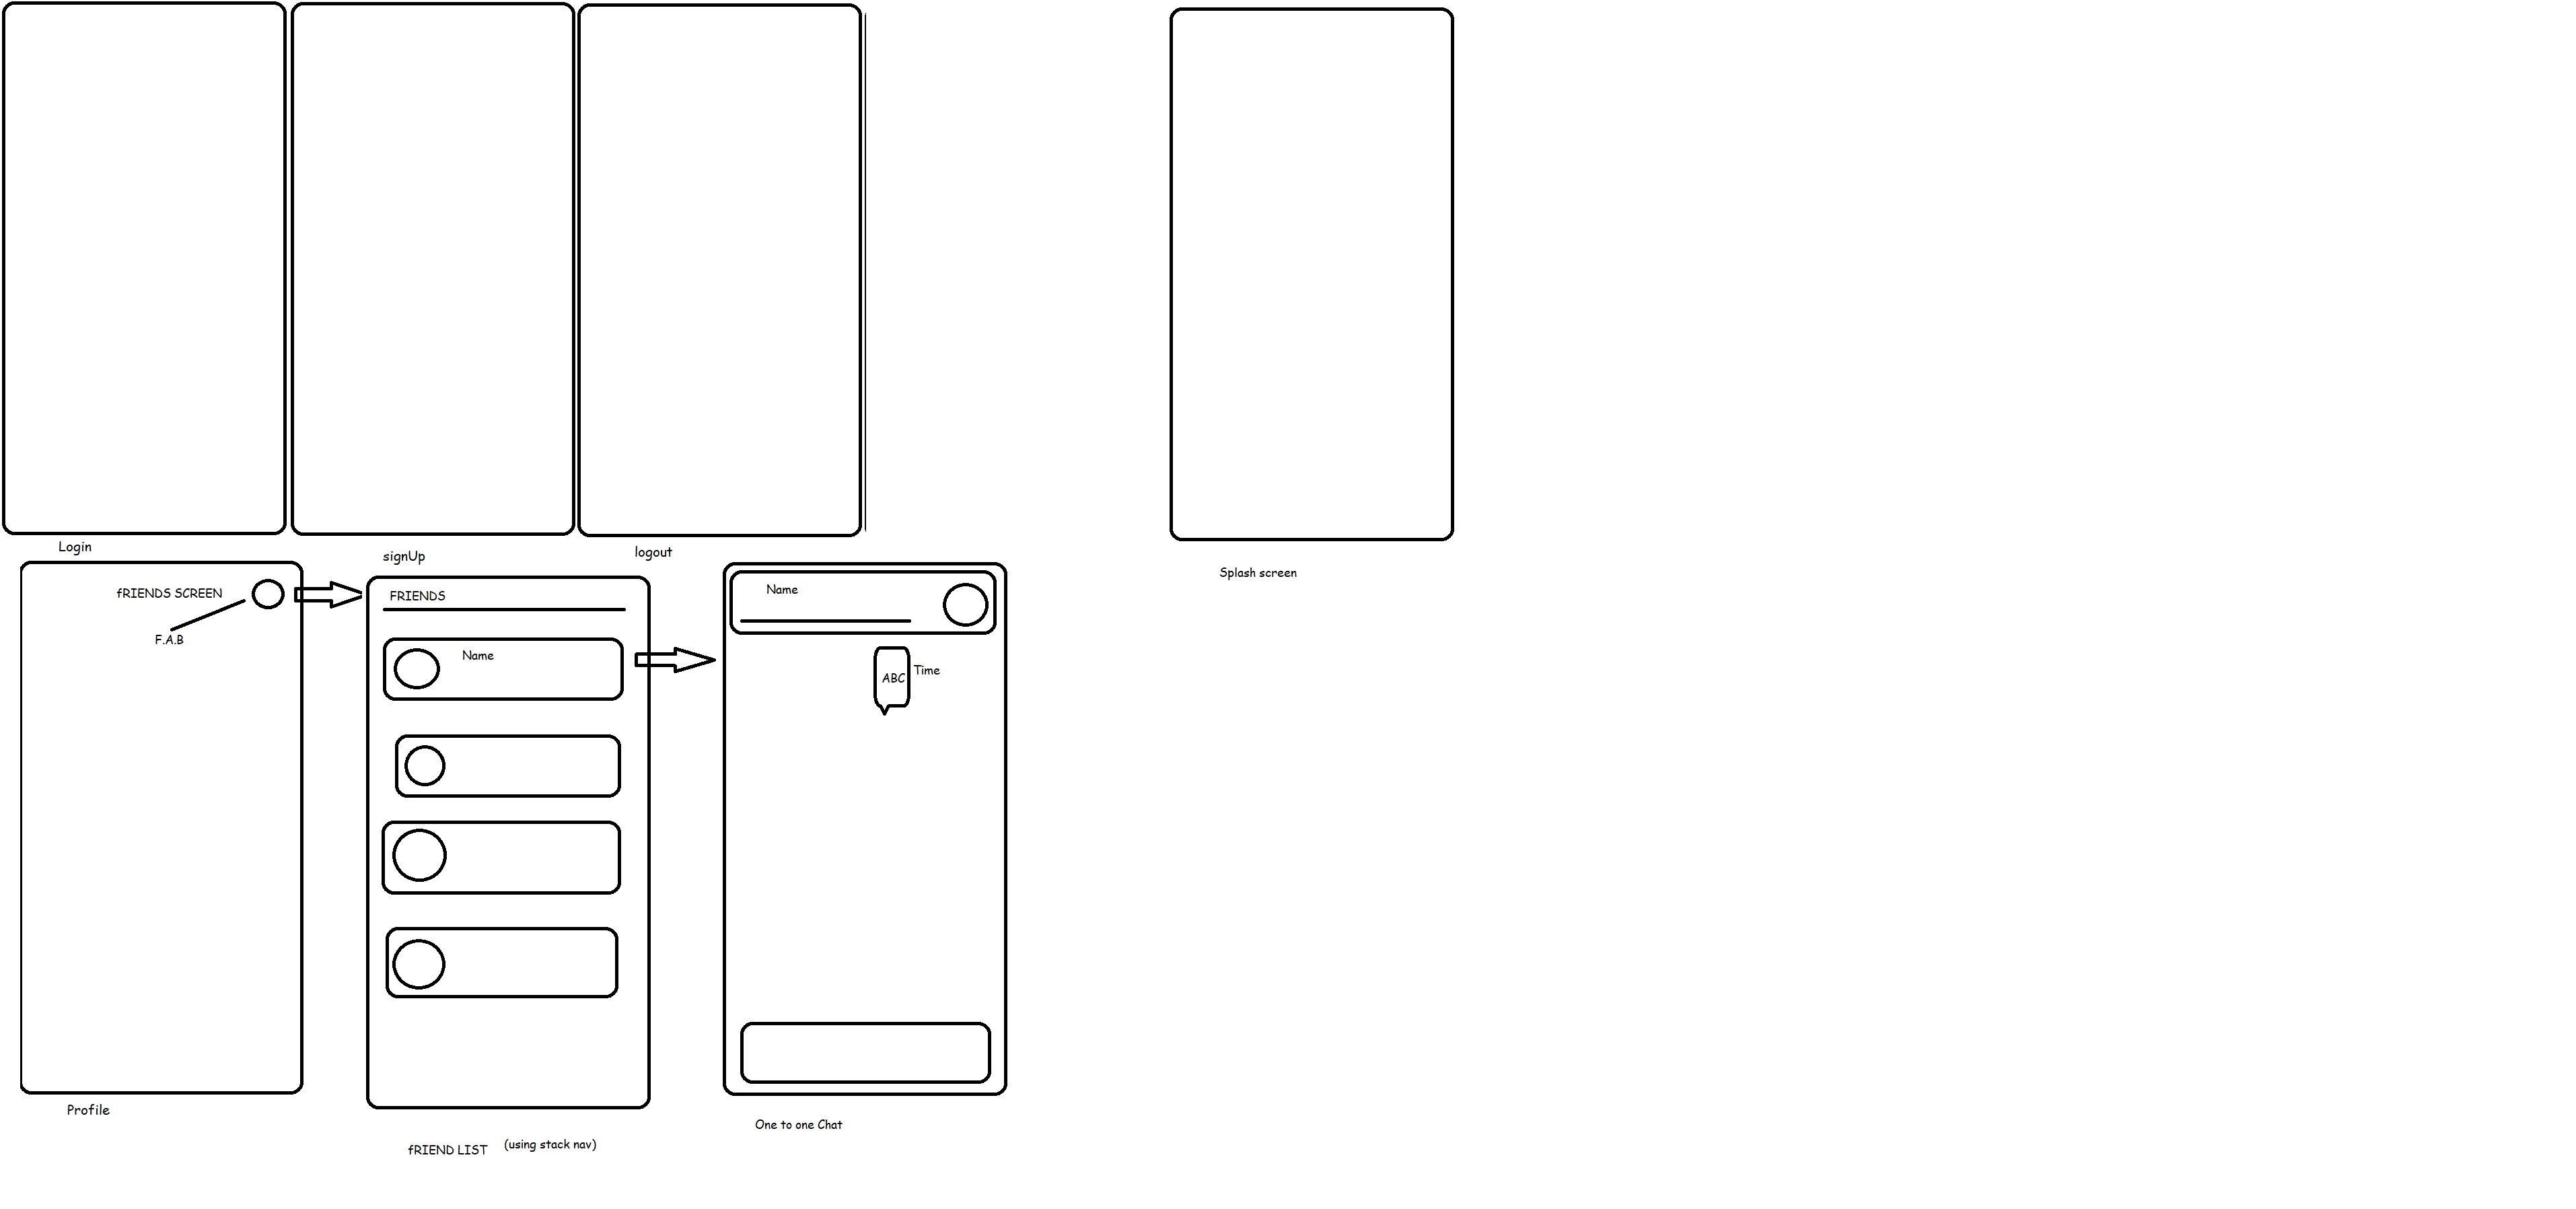 Login
signUp
logout
Splash screen
fRIENDS SCREEN
F.A.B
Profile
FRIENDS
Name
fRIEND LIST (using stack nav)
Name
ABC
Time
One to one Chat